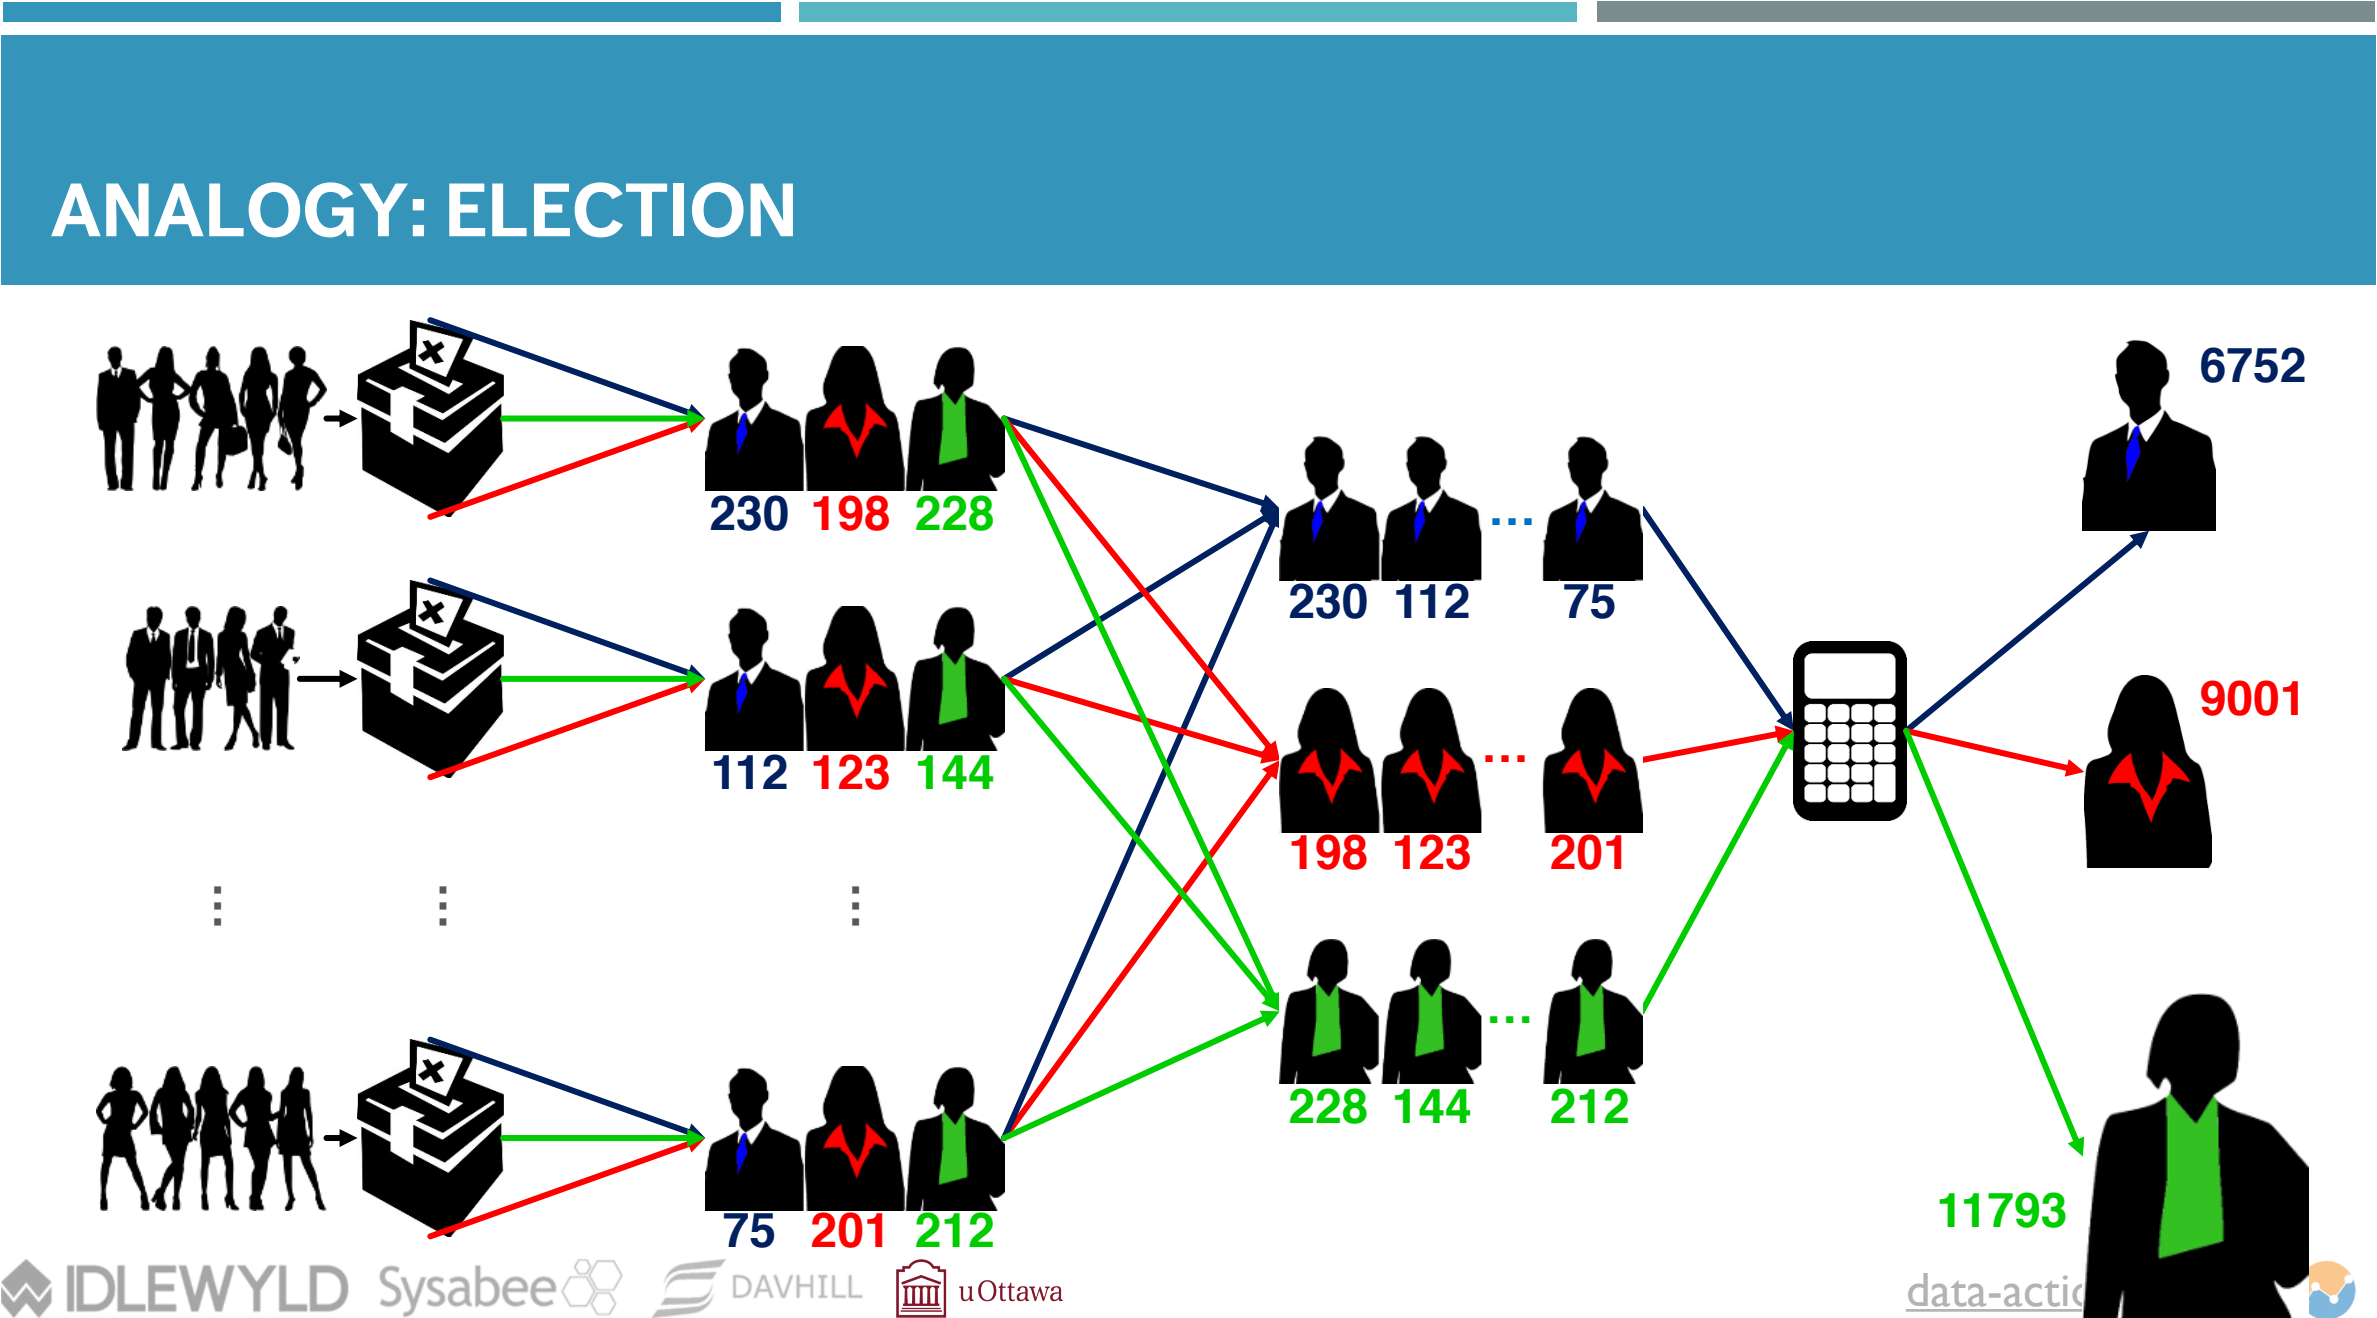 ANALOGY: ELECTION
6752
230 198 228
230 112 ... 75
9001
112 123 144
198 123 ... 201
228 144 ... 212
11793
75 201 212
IDLEWYLD Sysabee DAVHILL uOttawa